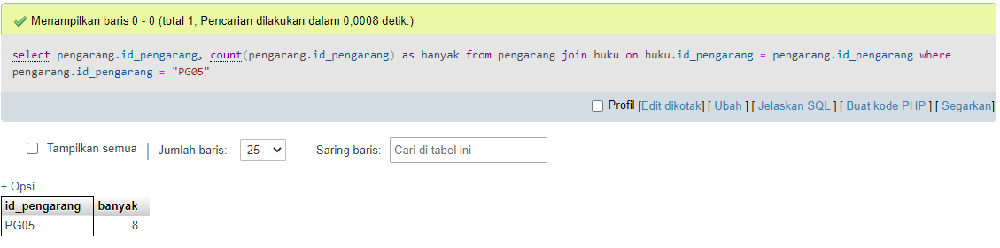 Menampilkan baris 0 - 0 (total 1, Pencarian dilakukan dalam 0,0008 detik.)
select pengarang.id_pengarang, count(pengarang.id_pengarang) as banyak from pengarang join buku on buku.id_pengarang = pengarang.id_pengarang where
pengarang.id_pengarang = "PG05"
Profil [Edit dikotak] [ Ubah ] [ Jelaskan SQL ] [ Buat kode PHP ] [ Segarkan]
Tampilkan semua | Jumlah baris: 25 Saring baris: Cari di tabel ini
+ Opsi
id_pengarang banyak
PG05 8